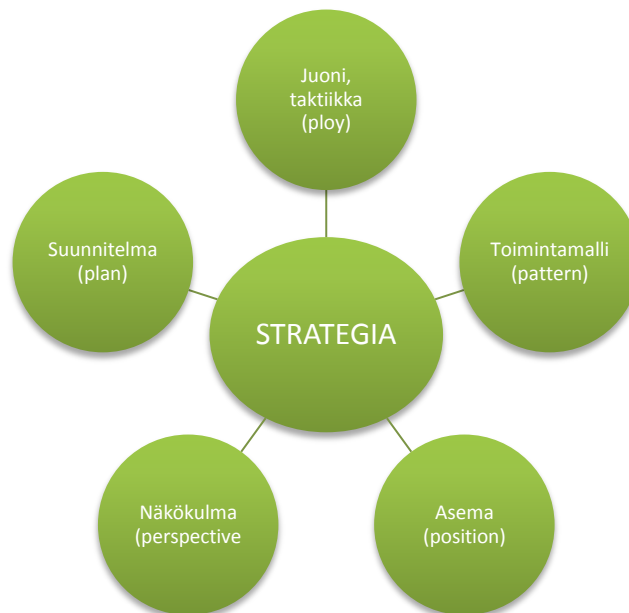 Juoni,
taktiikka
(ploy)
Suunnitelma
(plan)
Toimintamalli
(pattern)
STRATEGIA
Näkökulma
(perspective
Asema
(position)